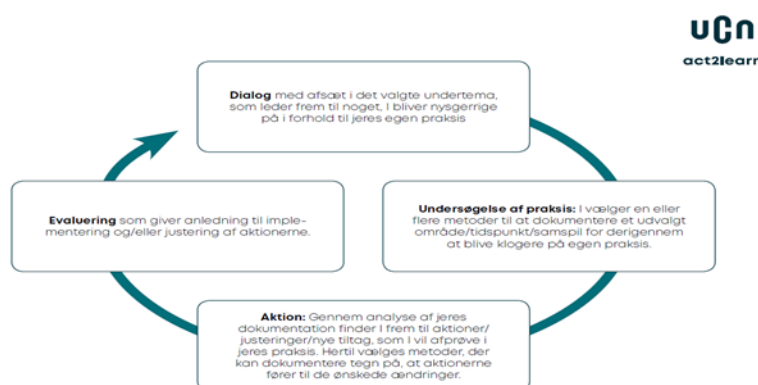 ucn
act2learn
Dialog med afsæt i det valgte undertema,
som leder frem til noget, I bliver nysgerrige
på i forhold til jeres egen praksis
Evaluering som giver anledning til imple-
mentering og/eller justering af aktionerne.
Undersøgelse af praksis: I vælger en eller
flere metoder til at dokumentere et udvalgt
område/tidspunkt/samspil for derigennem
at blive klogere på egen praksis.
Aktion: Gennem analyse af jeres
dokumentation finder I frem til aktioner/
justeringer/nye tiltag, som I vil afprøve i
jeres praksis. Hertil vælges metoder, der
kan dokumentere tegn på, at aktionerne
fører til de ønskede ændringer.